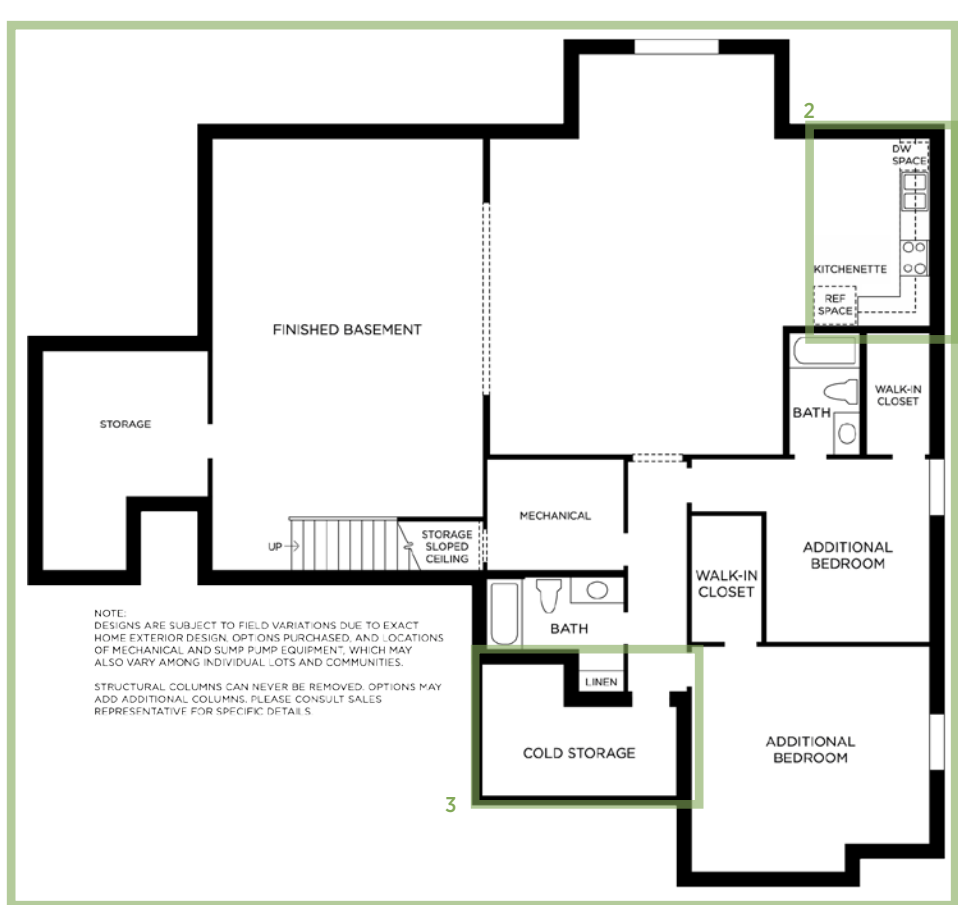 2
DW
SPACE
KITCHENETTE
REF
SPACE
FINISHED BASEMENT
STORAGE
BATH
WALK-IN
CLOSET
MECHANICAL
UP
STORAGE
SLOPED
CEILING
ADDITIONAL
BEDROOM
WALK-IN
CLOSET
BATH
LINEN
NOTE:
DESIGNS ARE SUBJECT TO FIELD VARIATIONS DUE TO EXACT
HOME EXTERIOR DESIGN, OPTIONS PURCHASED, AND LOCATIONS
OF MECHANICAL AND SUMP PUMP EQUIPMENT, WHICH MAY
ALSO VARY AMONG INDIVIDUAL LOTS AND COMMUNITIES.
STRUCTURAL COLUMNS CAN NEVER BE REMOVED. OPTIONS MAY
ADD ADDITIONAL COLUMNS. PLEASE CONSULT SALES
REPRESENTATIVE FOR SPECIFIC DETAILS
COLD STORAGE
ADDITIONAL
BEDROOM
3